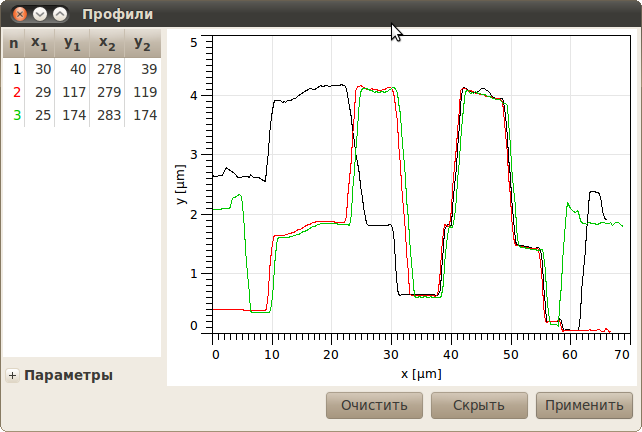 Профили
n x1 y1 x2 y2
1 30 40 278 39
2 29 117 279 119
3 25 174 283 174
Параметры
y [µm]
5
4
3
2
1
0
0 10 20 30 40 50 60 70
x [µm]
Очистить Скрыть Применить